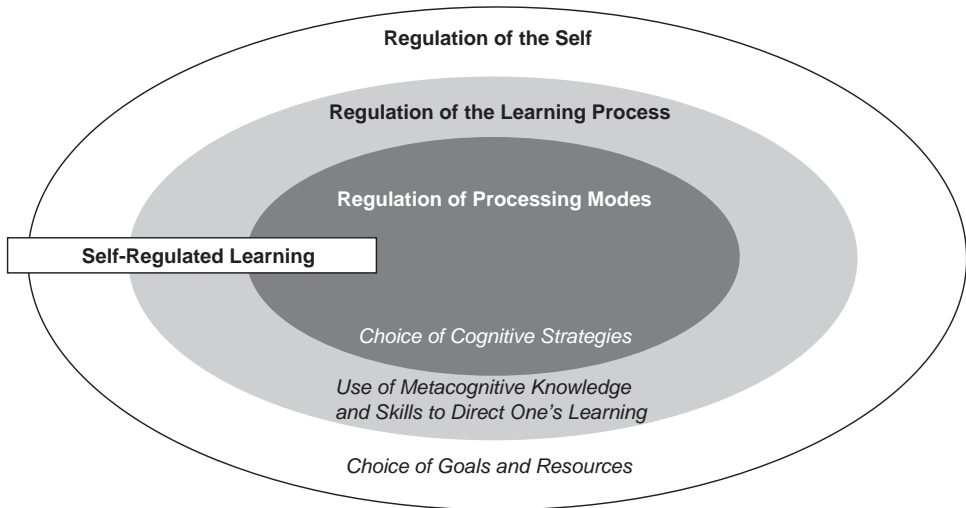 Regulation of the Self
Regulation of the Learning Process
Regulation of Processing Modes
Self-Regulated Learning
Choice of Cognitive Strategies
Use of Metacognitive Knowledge
and Skills to Direct One's Learning
Choice of Goals and Resources